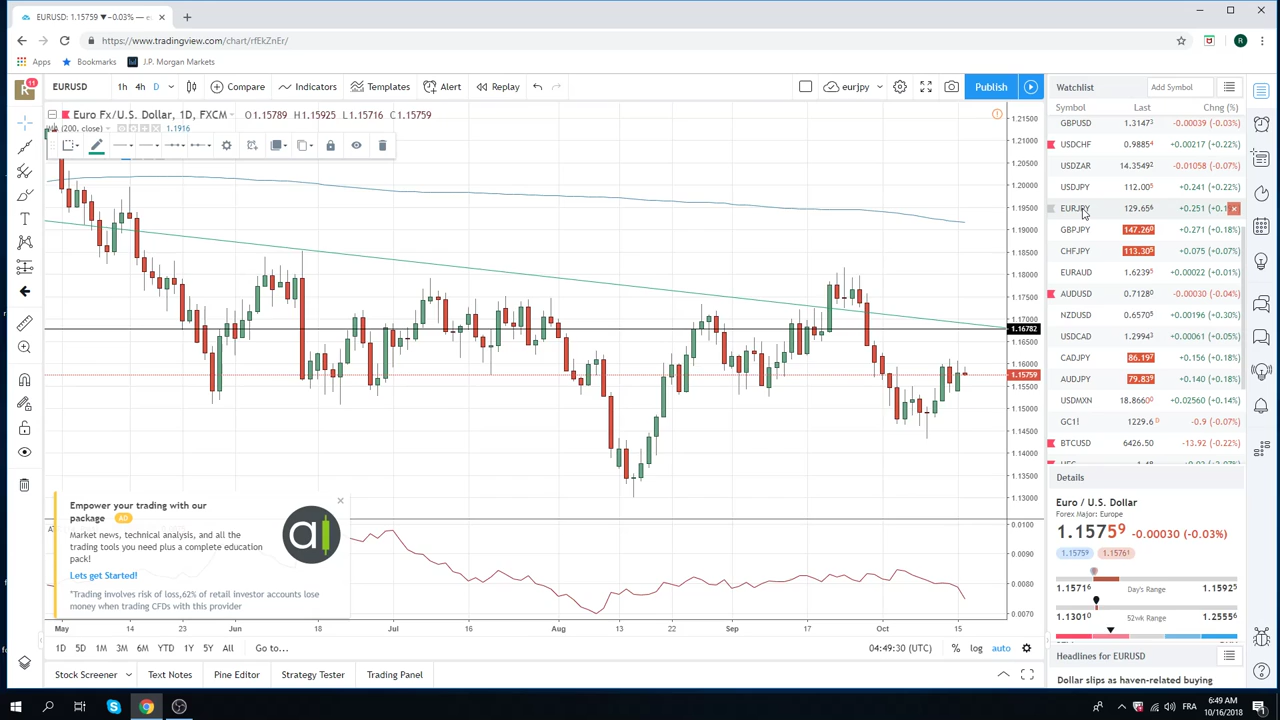 EURUSD: 1.15759 ▼−0.03% —
https://www.tradingview.com/chart/rfEkZnEr/
Apps Bookmarks J.P. Morgan Markets
R 11 EURUSD 1h 4h D Compare Indicators Templates Alert Replay eurjpy Publish
Euro Fx/U.S. Dollar, 1D, FXCM O1.15789 H1.15925 L1.15716 C1.15759
(200, close) 1.1916
1.21500
1.21000
1.20500
1.20000
1.19500
1.19000
1.18500
1.18000
1.17500
1.17000
1.16782
1.16500
1.16000
1.15759
1.15500
1.15000
1.14500
1.14000
1.13500
1.13000
0.0100
0.0090
0.0080
0.0070
Empower your trading with our
package AD
Market news, technical analysis, and all the
trading tools you need plus a complete education
pack!
Lets get Started!
*Trading involves risk of loss,62% of retail investor accounts lose
money when trading CFDs with this provider
May 14 23 Jun 18 Jul 17 Aug 13 22 Sep 17 Oct 15
1D 5D 1M 3M 6M YTD 1Y 5Y All Go to... 04:49:30 (UTC) % log auto
Stock Screener Text Notes Pine Editor Strategy Tester Trading Panel
Watchlist Add Symbol
Symbol Last Chng (%)
GBPUSD 1.3147³ -0.00039 (-0.03%)
USDCHF 0.9885⁴ +0.00217 (+0.22%)
USDZAR 14.3549² -0.01058 (-0.07%)
USDJPY 112.00⁵ +0.241 (+0.22%)
EURJPY 129.65⁶ +0.251 (+0.1
GBPJPY 147.26⁰ +0.271 (+0.18%)
CHFJPY 113.30⁵ +0.075 (+0.07%)
EURAUD 1.6239⁵ +0.00022 (+0.01%)
AUDUSD 0.7128⁰ -0.00030 (-0.04%)
NZDUSD 0.6570⁵ +0.00196 (+0.30%)
USDCAD 1.2994³ +0.00061 (+0.05%)
CADJPY 86.19⁷ +0.156 (+0.18%)
AUDJPY 79.83⁹ +0.140 (+0.18%)
USDMXN 18.8660⁰ +0.02560 (+0.14%)
GC1! 1229.6 D -0.9 (-0.07%)
BTCUSD 6426.50 -13.92 (-0.22%)
Details
Euro / U.S. Dollar
Forex Major: Europe
1.1575⁹ -0.00030 (-0.03%)
1.1575⁹ 1.1576¹
1.1571⁶ Day's Range 1.1592⁵
1.1301⁰ 52wk Range 1.2555⁶
Headlines for EURUSD
Dollar slips as haven-related buying
FRA
6:49 AM
10/16/2018